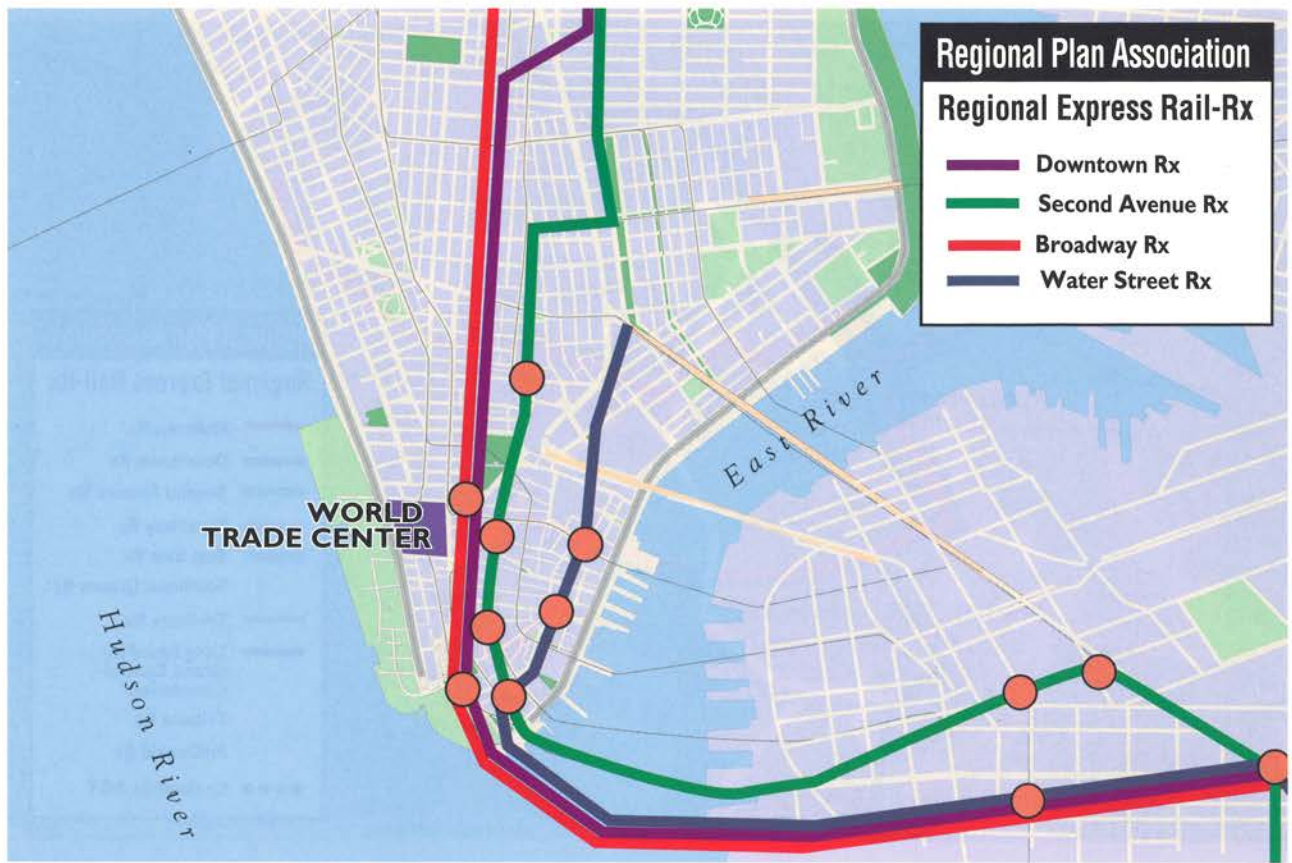 Regional Plan Association
Regional Express Rail-Rx
Downtown Rx
Second Avenue Rx
Broadway Rx
Water Street Rx
East River
WORLD
TRADE CENTER
Hudson River